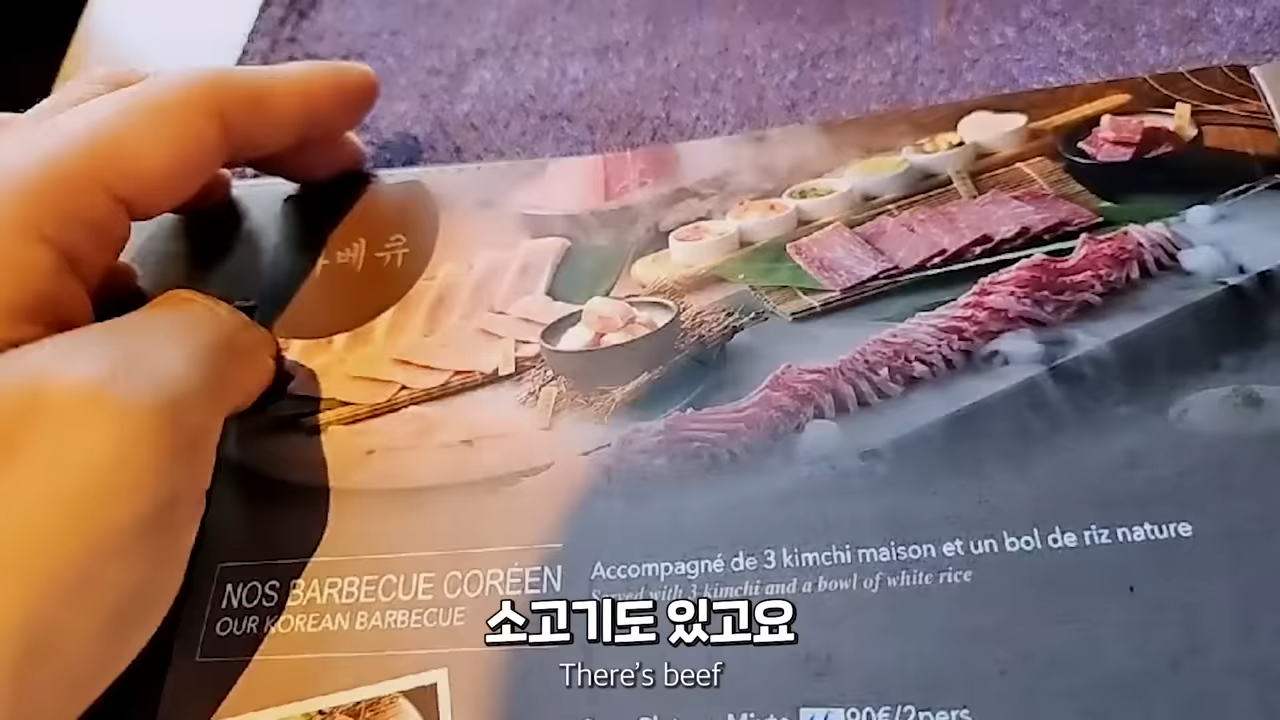 베큐
NOS BARBECUE CORÉEN
OUR KOREAN BARBECUE
Accompagné de 3 kimchi maison et un bol de riz nature
Served with 3 kimchi and a bowl of white rice
소고기도 있고요
There's beef
90€/2pers